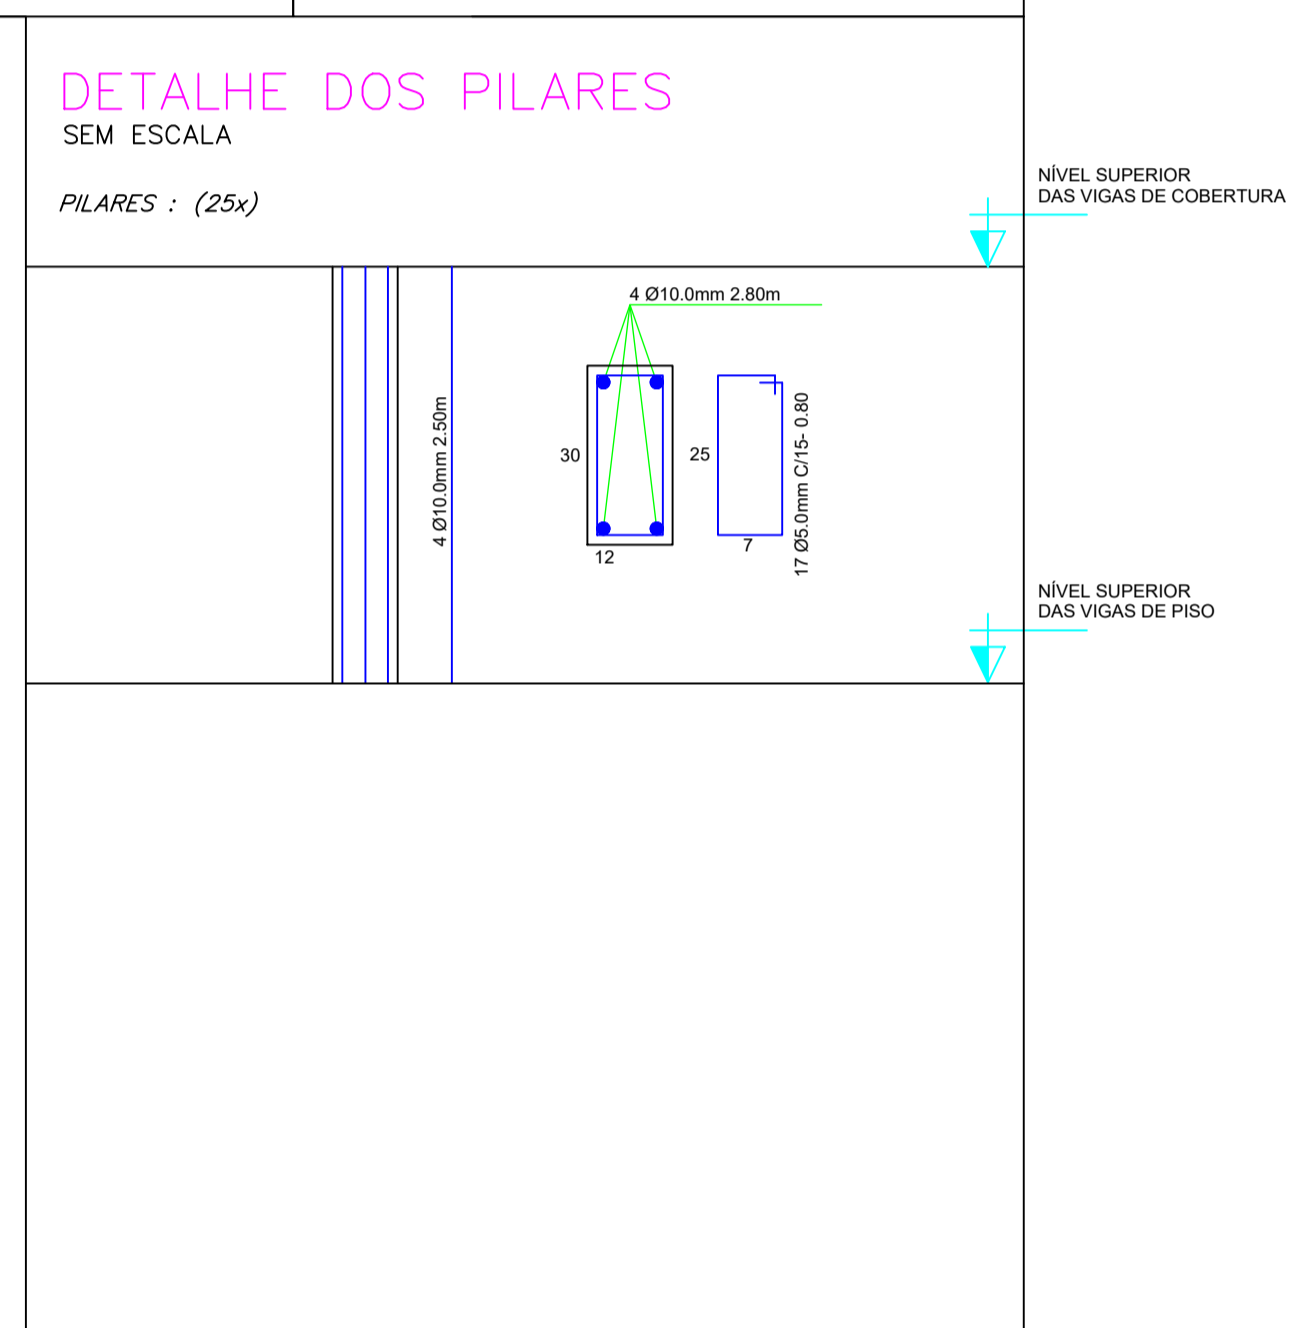 DETALHE DOS PILARES
SEM ESCALA
PILARES : (25x)
NÍVEL SUPERIOR
DAS VIGAS DE COBERTURA
4 Ø10.0mm 2.80m
4 Ø10.0mm 2.50m
30
12
25
7
17 Ø5.0mm C/15- 0.80
NÍVEL SUPERIOR
DAS VIGAS DE PISO